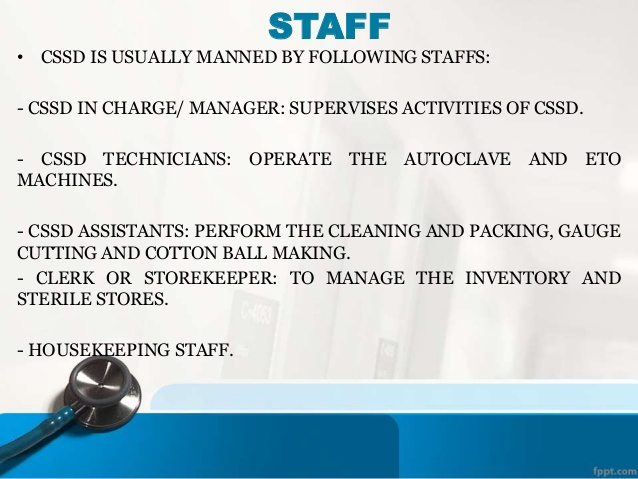 STAFF
• CSSD IS USUALLY MANNED BY FOLLOWING STAFFS:
- CSSD IN CHARGE/ MANAGER: SUPERVISES ACTIVITIES OF CSSD.
- CSSD TECHNICIANS: OPERATE THE AUTOCLAVE AND ETO
MACHINES.
- CSSD ASSISTANTS: PERFORM THE CLEANING AND PACKING, GAUGE
CUTTING AND COTTON BALL MAKING.
- CLERK OR STOREKEEPER: TO MANAGE THE INVENTORY AND
STERILE STORES.
- HOUSEKEEPING STAFF.
fppt.com